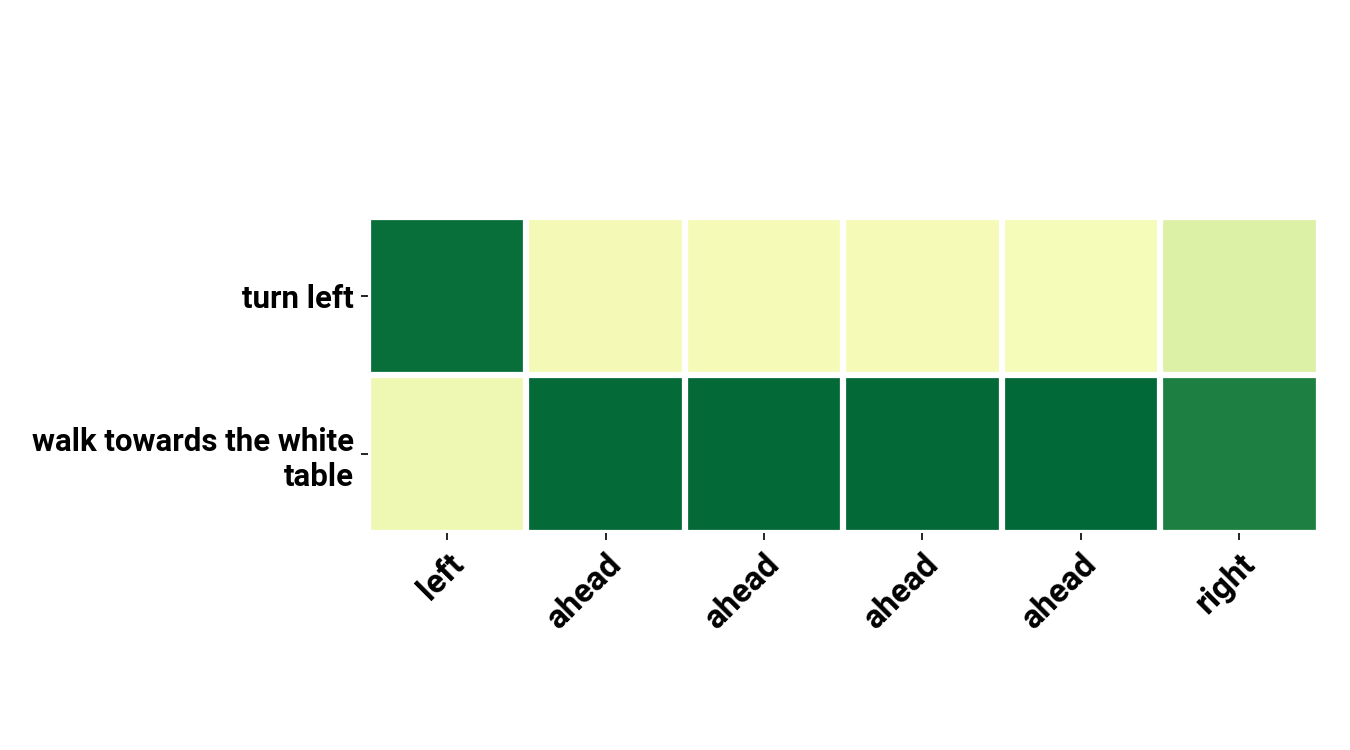 turn left
walk towards the white
table
left
ahead
ahead
ahead
ahead
right